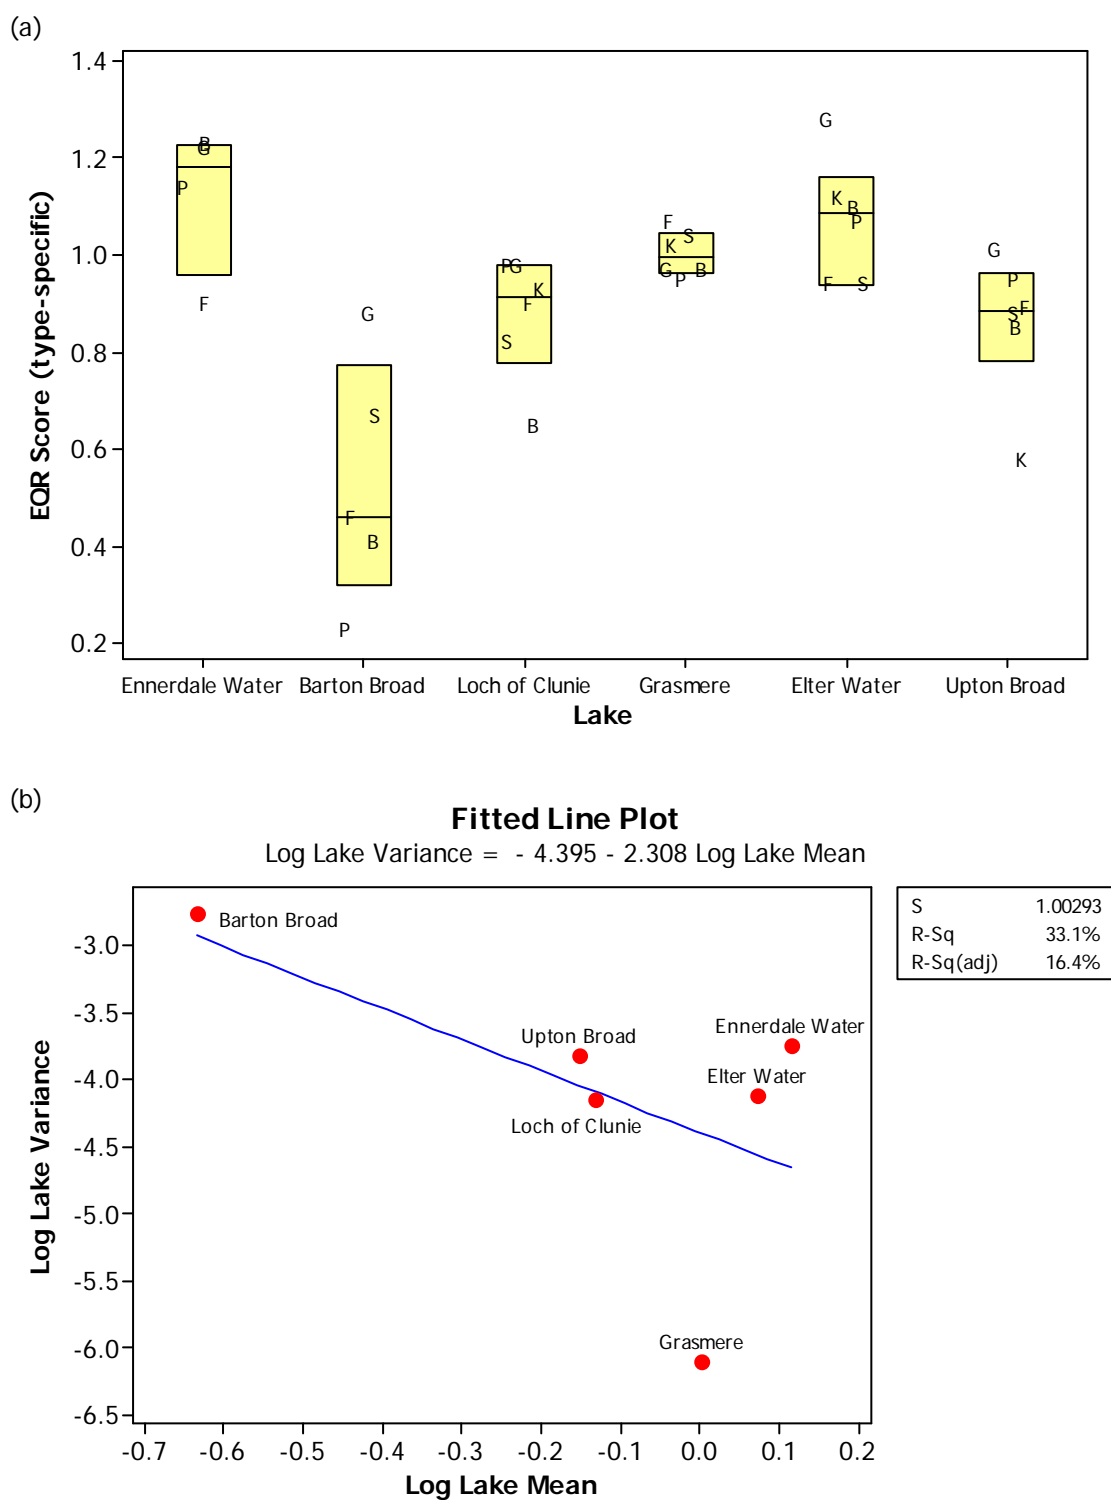 (a)
EQR Score (type-specific)
1.4
1.2
1.0
0.8
0.6
0.4
0.2
B
G
P
F
G
S
F
B
P
P G
K
F
S
B
F
S
K
G B
P
G
K
B
P
F S
G
P
F
S
B
K
Ennerdale Water Barton Broad Loch of Clunie Grasmere Elter Water Upton Broad
Lake
(b)
Fitted Line Plot
Log Lake Variance = - 4.395 - 2.308 Log Lake Mean
S 1.00293
R-Sq 33.1%
R-Sq(adj) 16.4%
Log Lake Variance
-3.0
-3.5
-4.0
-4.5
-5.0
-5.5
-6.0
-6.5
Barton Broad
Upton Broad
Ennerdale Water
Elter Water
Loch of Clunie
Grasmere
-0.7 -0.6 -0.5 -0.4 -0.3 -0.2 -0.1 0.0 0.1 0.2
Log Lake Mean